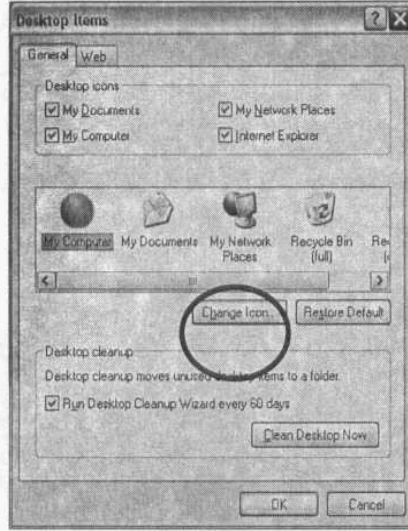 Desktop Items
General Web
Desktop icons
My Documents My Network Places
My Computer Internet Explorer
My Computer My Documents My Network Places Recycle Bin (full) Re
Change Icon... Restore Default
Desktop cleanup
Desktop cleanup moves unused desktop items to a folder.
Run Desktop Cleanup Wizard every 60 days
Clean Desktop Now
OK Cancel